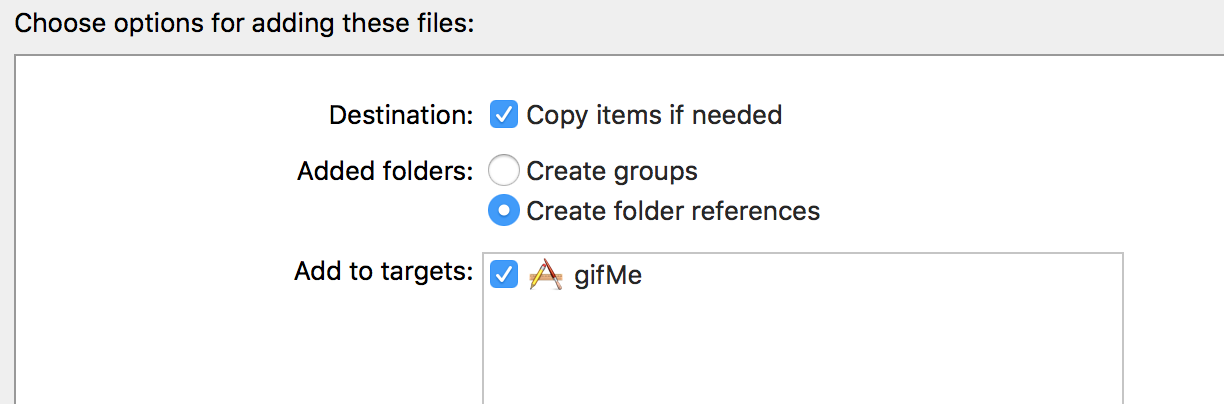 Choose options for adding these files:
Destination: Copy items if needed
Added folders: Create groups
Create folder references
Add to targets: gifMe